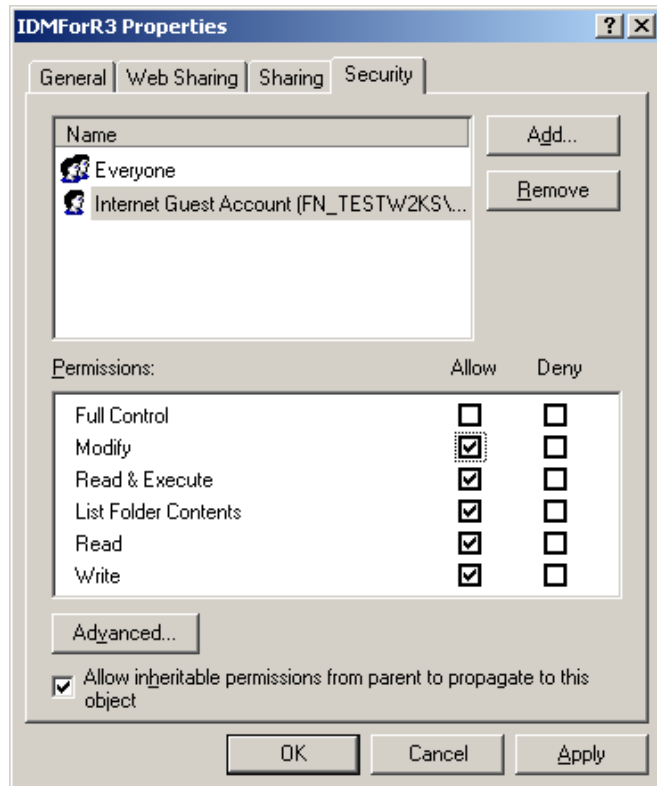 IDMForR3 Properties
General Web Sharing Sharing Security
Name
Everyone
Internet Guest Account (FN_TESTW2KS\...
Add...
Remove
Permissions: Allow Deny
Full Control
Modify
Read & Execute
List Folder Contents
Read
Write
Advanced...
Allow inheritable permissions from parent to propagate to this
object
OK Cancel Apply